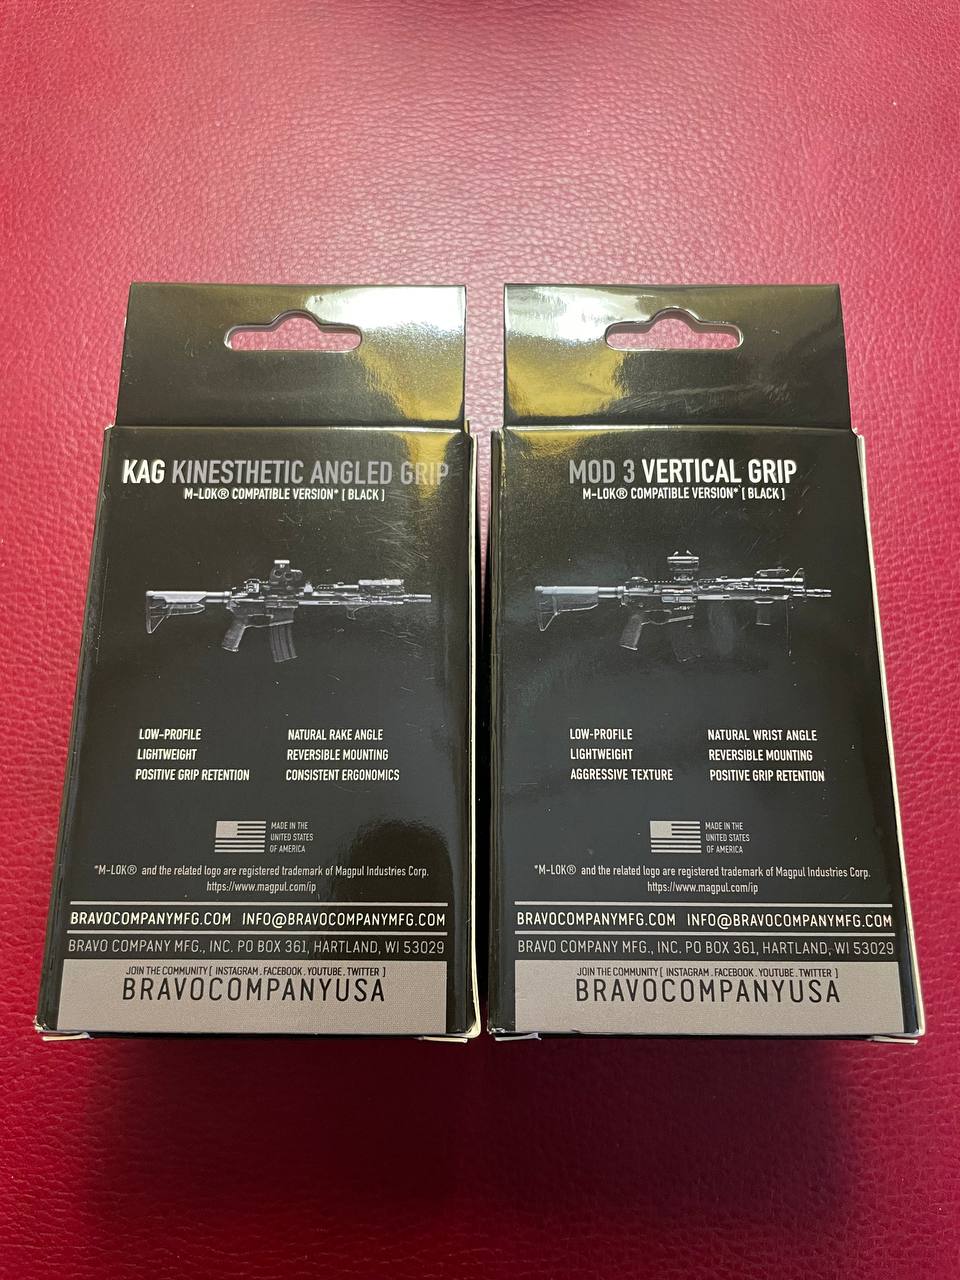 KAG KINESTHETIC ANGLED GRIP
M-LOK® COMPATIBLE VERSION* [ BLACK ]
LOW-PROFILE
LIGHTWEIGHT
POSITIVE GRIP RETENTION
NATURAL RAKE ANGLE
REVERSIBLE MOUNTING
CONSISTENT ERGONOMICS
MADE IN THE
UNITED STATES
OF AMERICA
*M-LOK® and the related logo are registered trademark of Magpul Industries Corp.
https://www.magpul.com/ip
BRAVOCOMPANYMFG.COM INFO@BRAVOCOMPANYMFG.COM
BRAVO COMPANY MFG., INC. PO BOX 361, HARTLAND, WI 53029
JOIN THE COMMUNITY [ INSTAGRAM . FACEBOOK . YOUTUBE . TWITTER ]
BRAVOCOMPANYUSA
MOD 3 VERTICAL GRIP
M-LOK® COMPATIBLE VERSION* [ BLACK ]
LOW-PROFILE
LIGHTWEIGHT
AGGRESSIVE TEXTURE
NATURAL WRIST ANGLE
REVERSIBLE MOUNTING
POSITIVE GRIP RETENTION
MADE IN THE
UNITED STATES
OF AMERICA
*M-LOK® and the related logo are registered trademark of Magpul Industries Corp.
https://www.magpul.com/ip
BRAVOCOMPANYMFG.COM INFO@BRAVOCOMPANYMFG.COM
BRAVO COMPANY MFG., INC. PO BOX 361, HARTLAND, WI 53029
JOIN THE COMMUNITY [ INSTAGRAM . FACEBOOK . YOUTUBE . TWITTER ]
BRAVOCOMPANYUSA